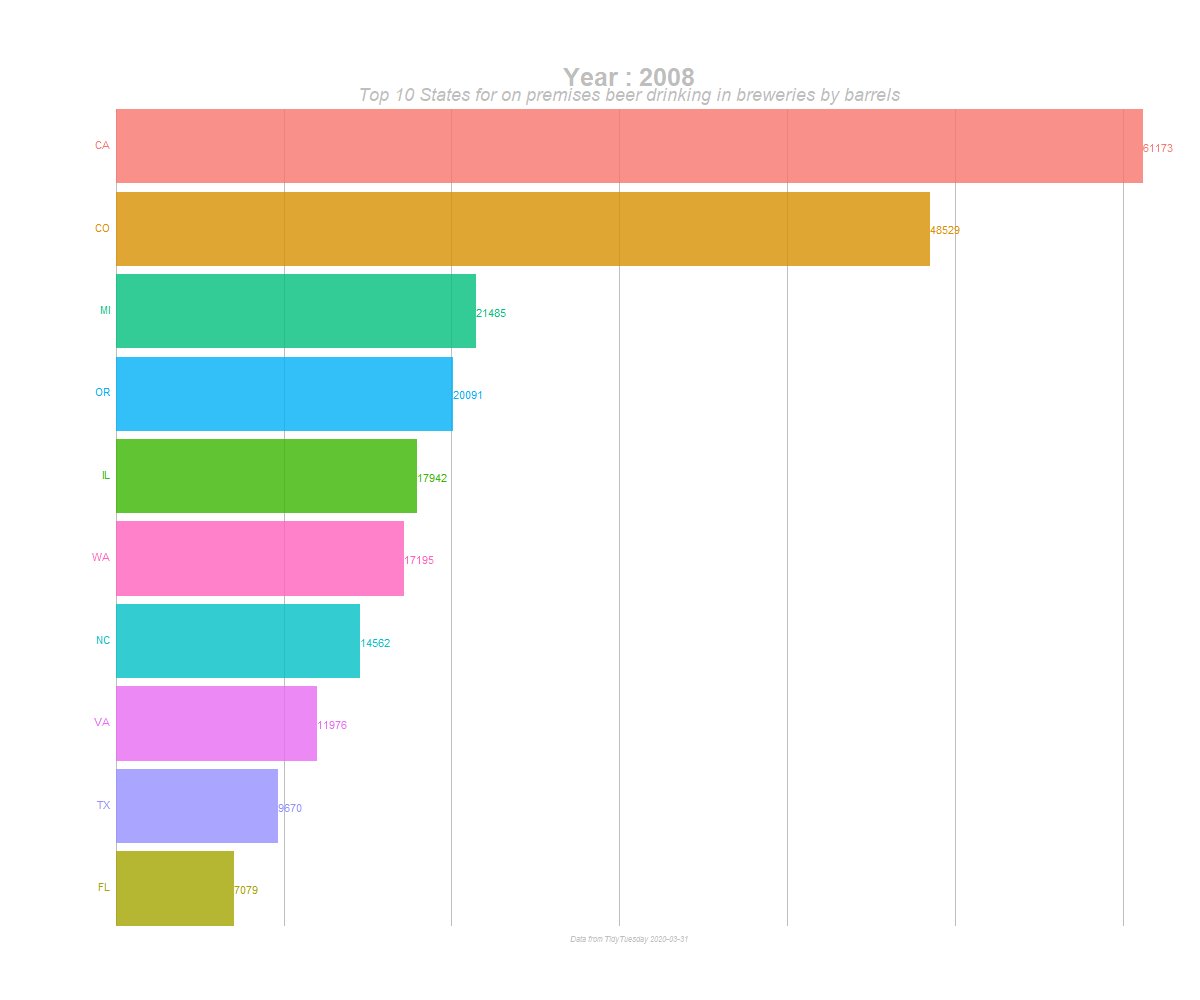 Year : 2008
Top 10 States for on premises beer drinking in breweries by barrels
CA 61173
CO 48529
MI 21485
OR 20091
IL 17942
WA 17195
NC 14562
VA 11976
TX 9670
FL 7079
Data from TidyTuesday 2020-03-31